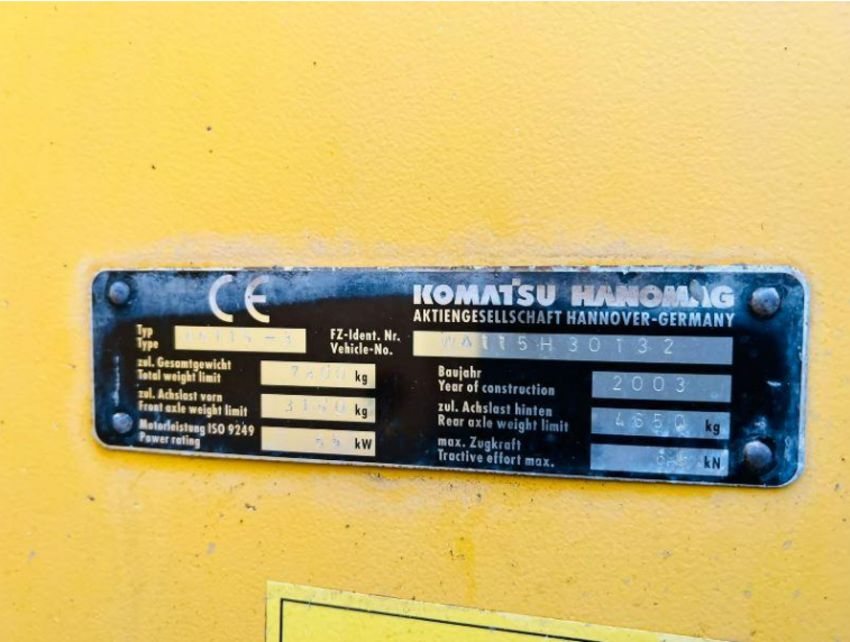 CE
KOMATSU HANOMAG
AKTIENGESELLSCHAFT HANNOVER-GERMANY
Typ
Type
FZ-Ident. Nr.
Vehicle-No. WA115H30132
zul. Gesamtgewicht
Total weight limit kg
Baujahr
Year of construction 2003
zul. Achslast vorn
Front axle weight limit kg
zul. Achslast hinten
Rear axle weight limit 4650 kg
Motorleistung ISO 9249
Power rating kW
max. Zugkraft
Tractive effort max. kN